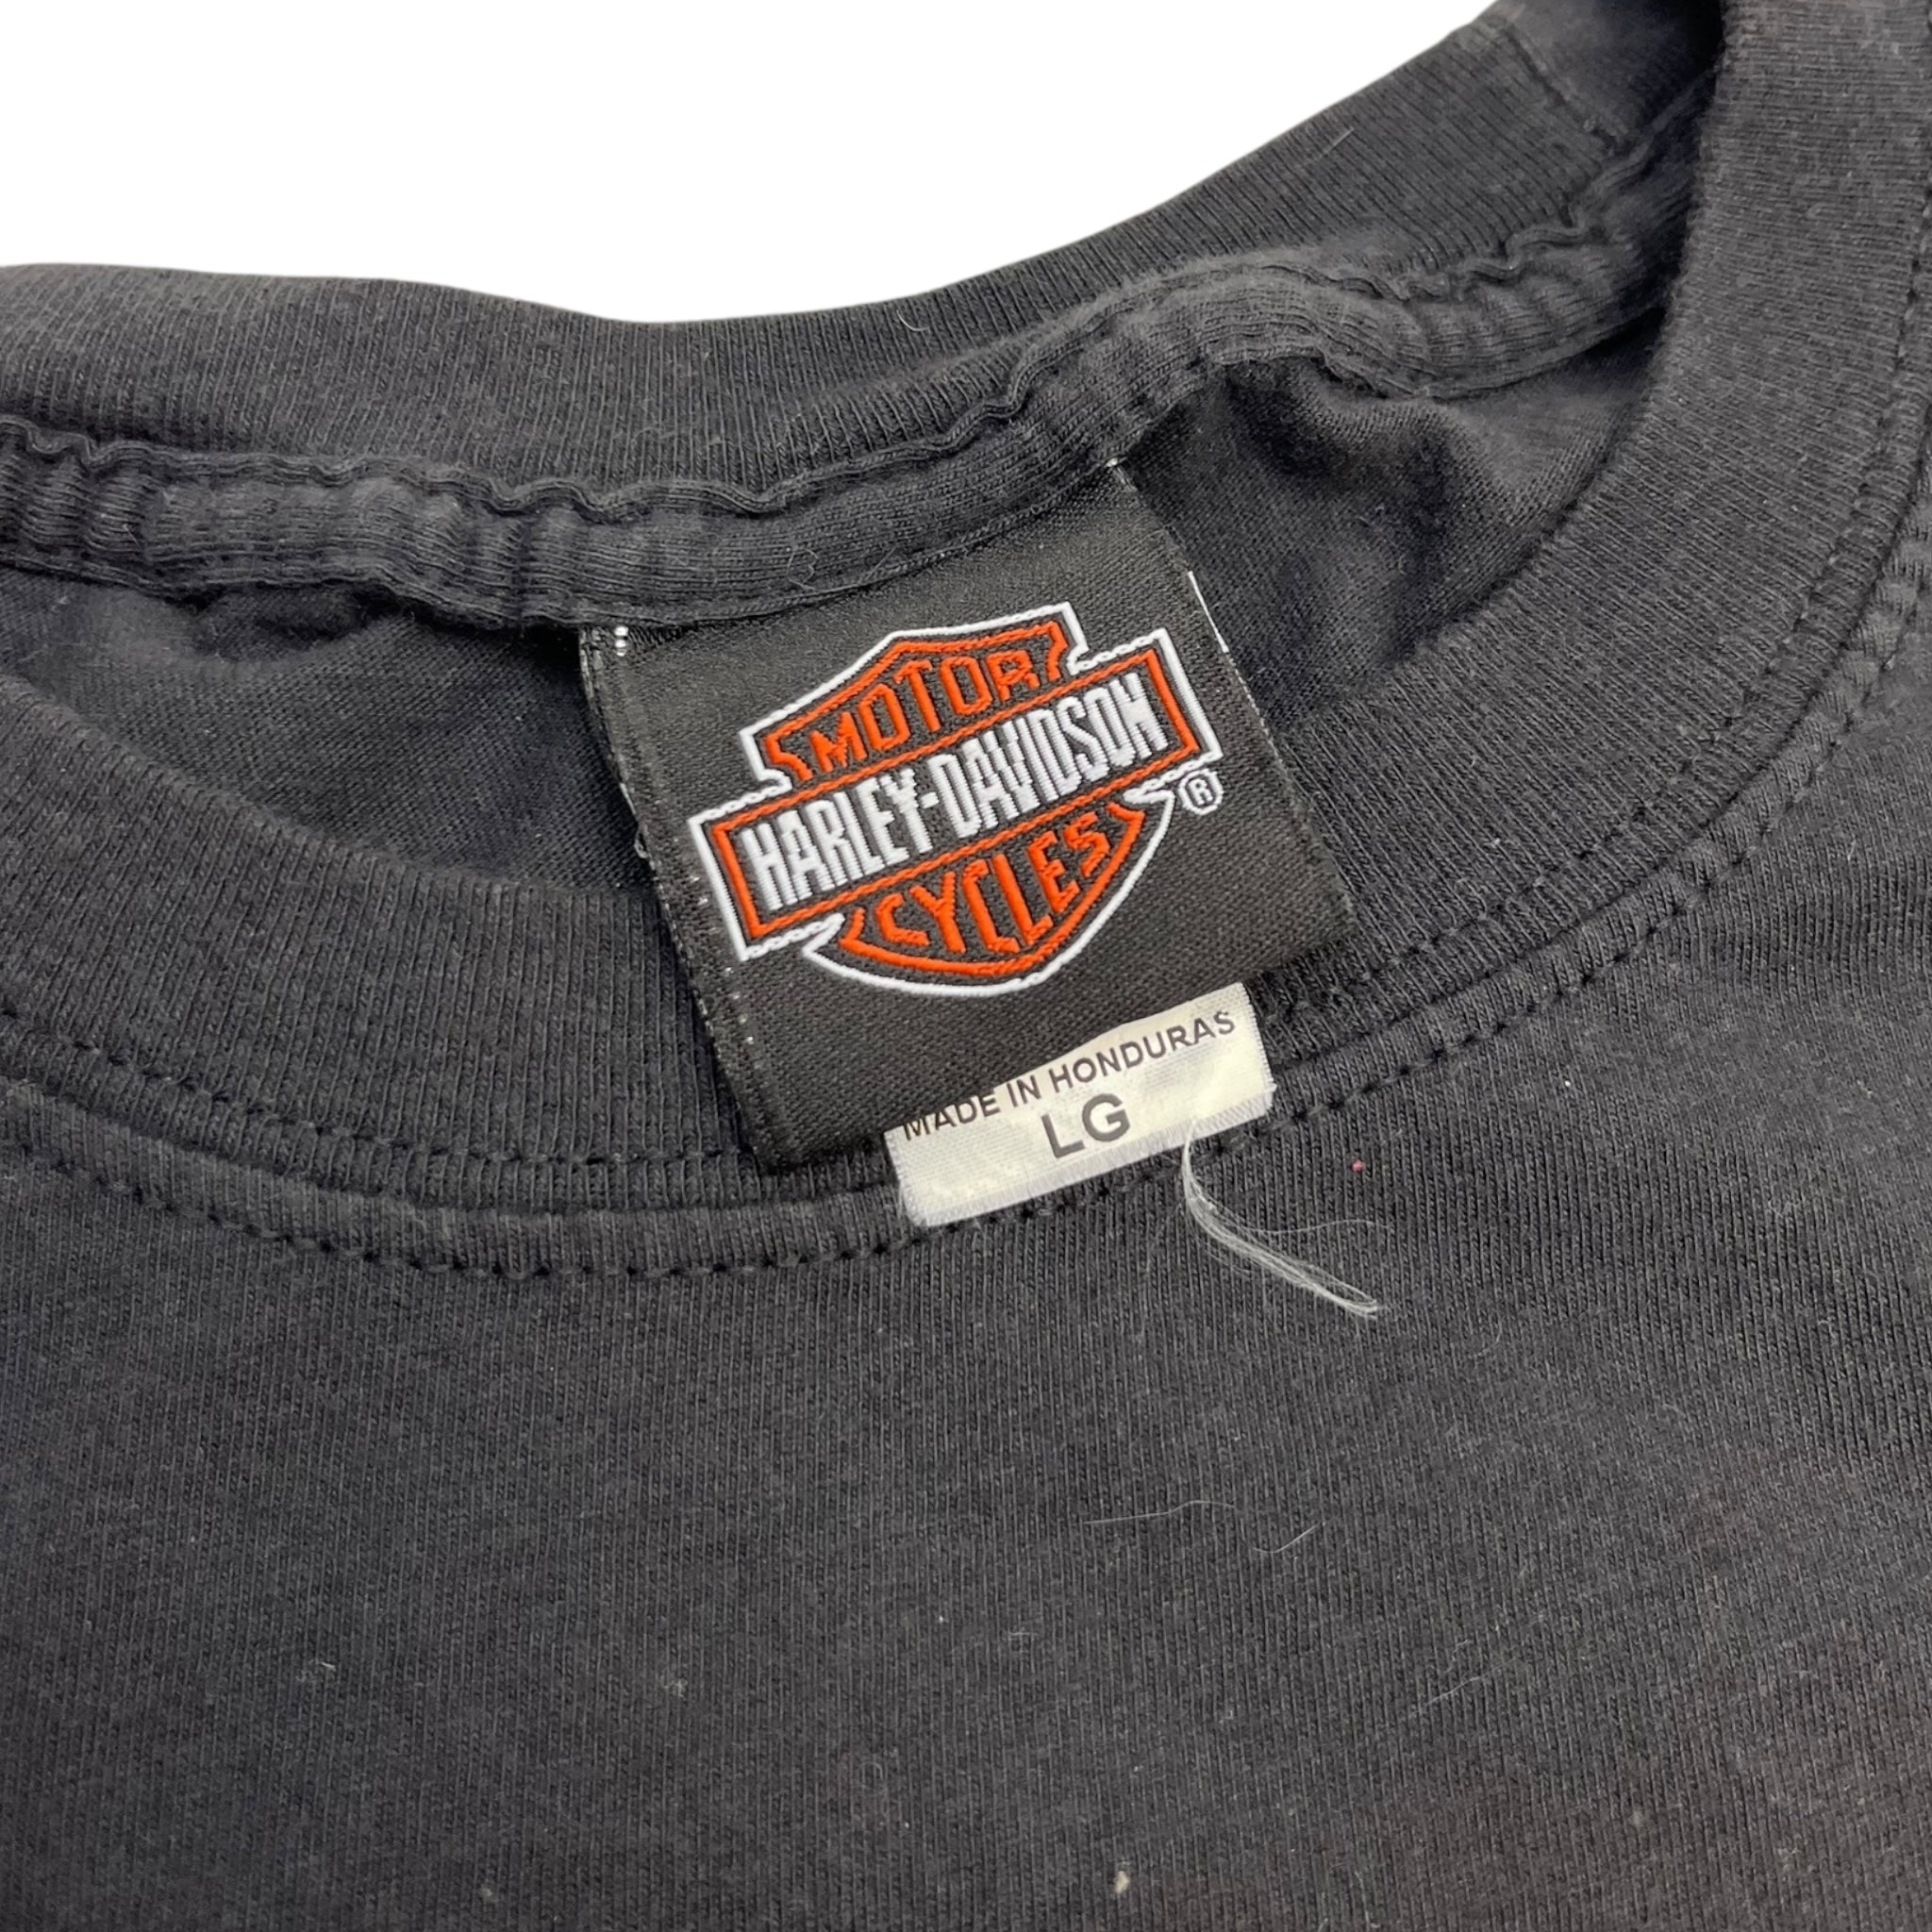 MOTOR
HARLEY-DAVIDSON
CYCLES
®
MADE IN HONDURAS
LG